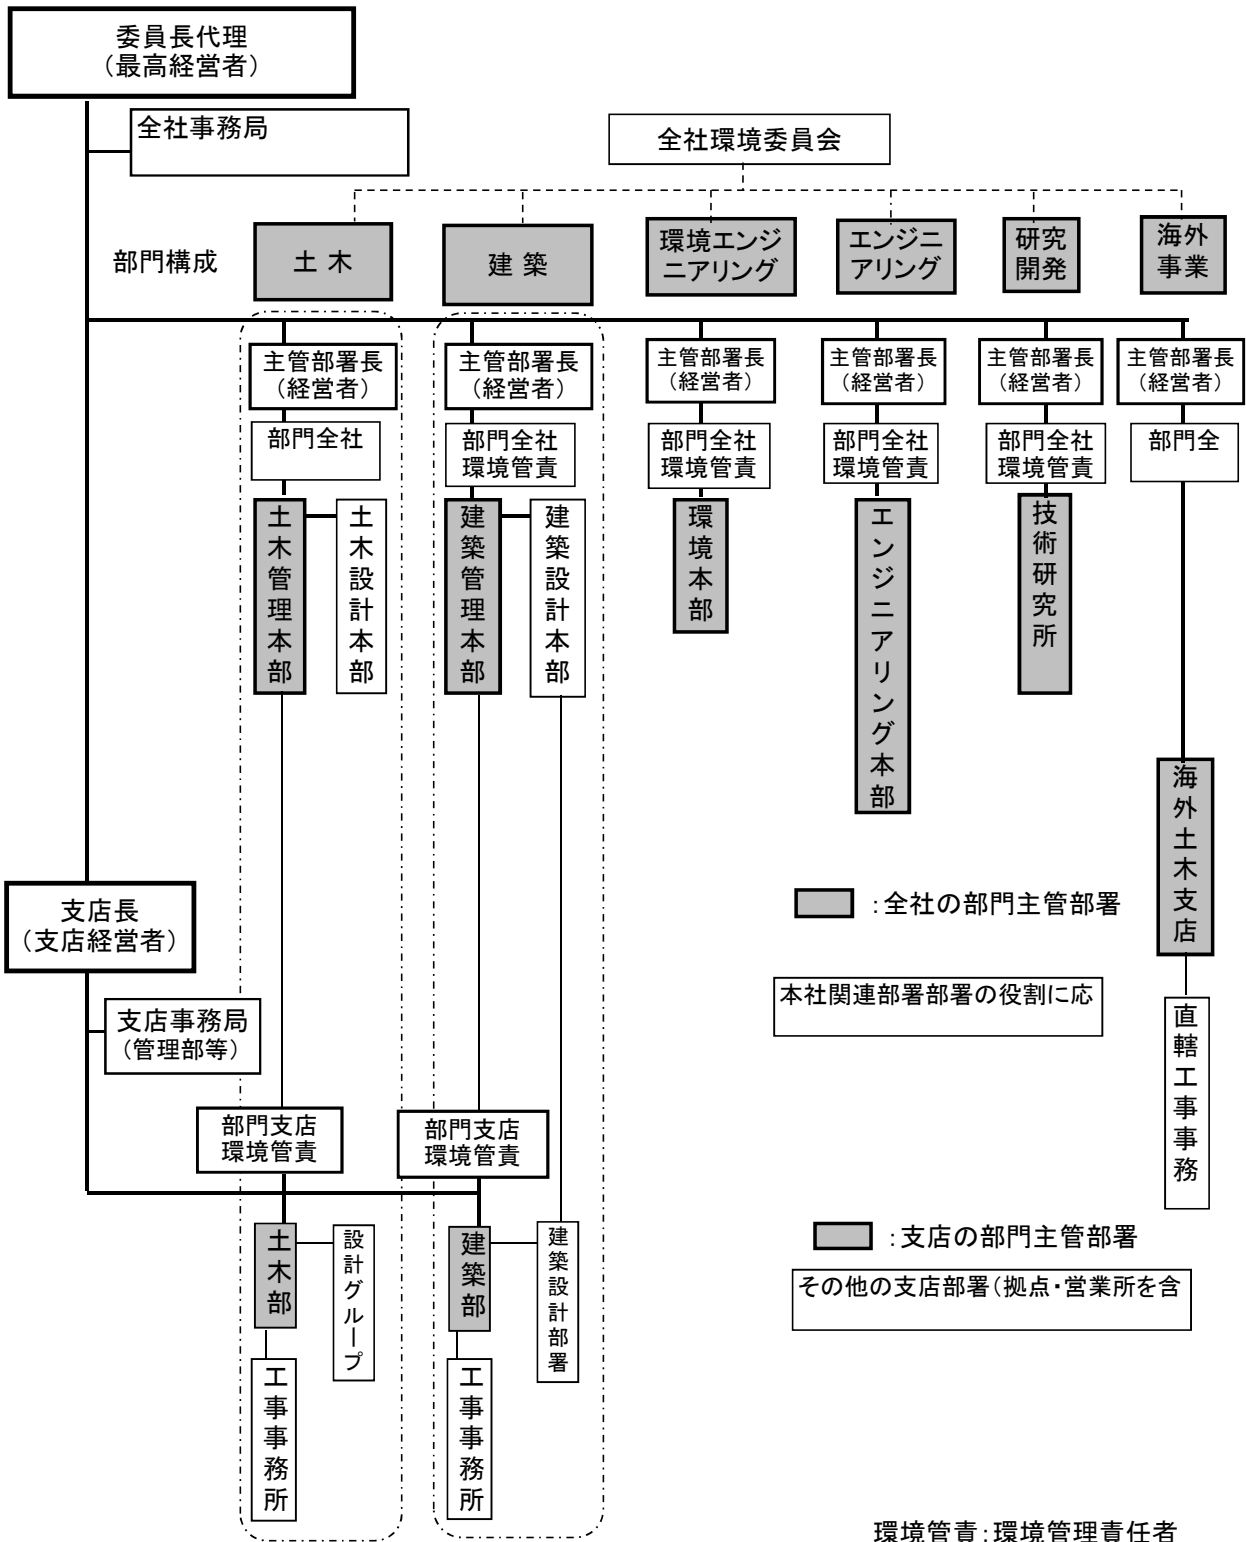 委員長代理
（最高経営者）
全社事務局
全社環境委員会
部門構成
土 木
建 築
環境エンジ
ニアリング
エンジニ
アリング
研究
開発
海外
事業
主管部署長
（経営者）
主管部署長
（経営者）
主管部署長
（経営者）
主管部署長
（経営者）
主管部署長
（経営者）
主管部署長
（経営者）
部門全社
部門全社
環境管責
部門全社
環境管責
部門全社
環境管責
部門全社
環境管責
部門全
土木管理本部
土木設計本部
建築管理本部
建築設計本部
環境本部
エンジニアリング本部
技術研究所
海外土木支店
支店長
（支店経営者）
：全社の部門主管部署
本社関連部署部署の役割に応
支店事務局
（管理部等）
直轄工事事務
部門支店
環境管責
部門支店
環境管責
土木部
設計グループ
建築部
建築設計部署
：支店の部門主管部署
その他の支店部署（拠点・営業所を含
工事事務所
工事事務所
環境管責：環境管理責任者